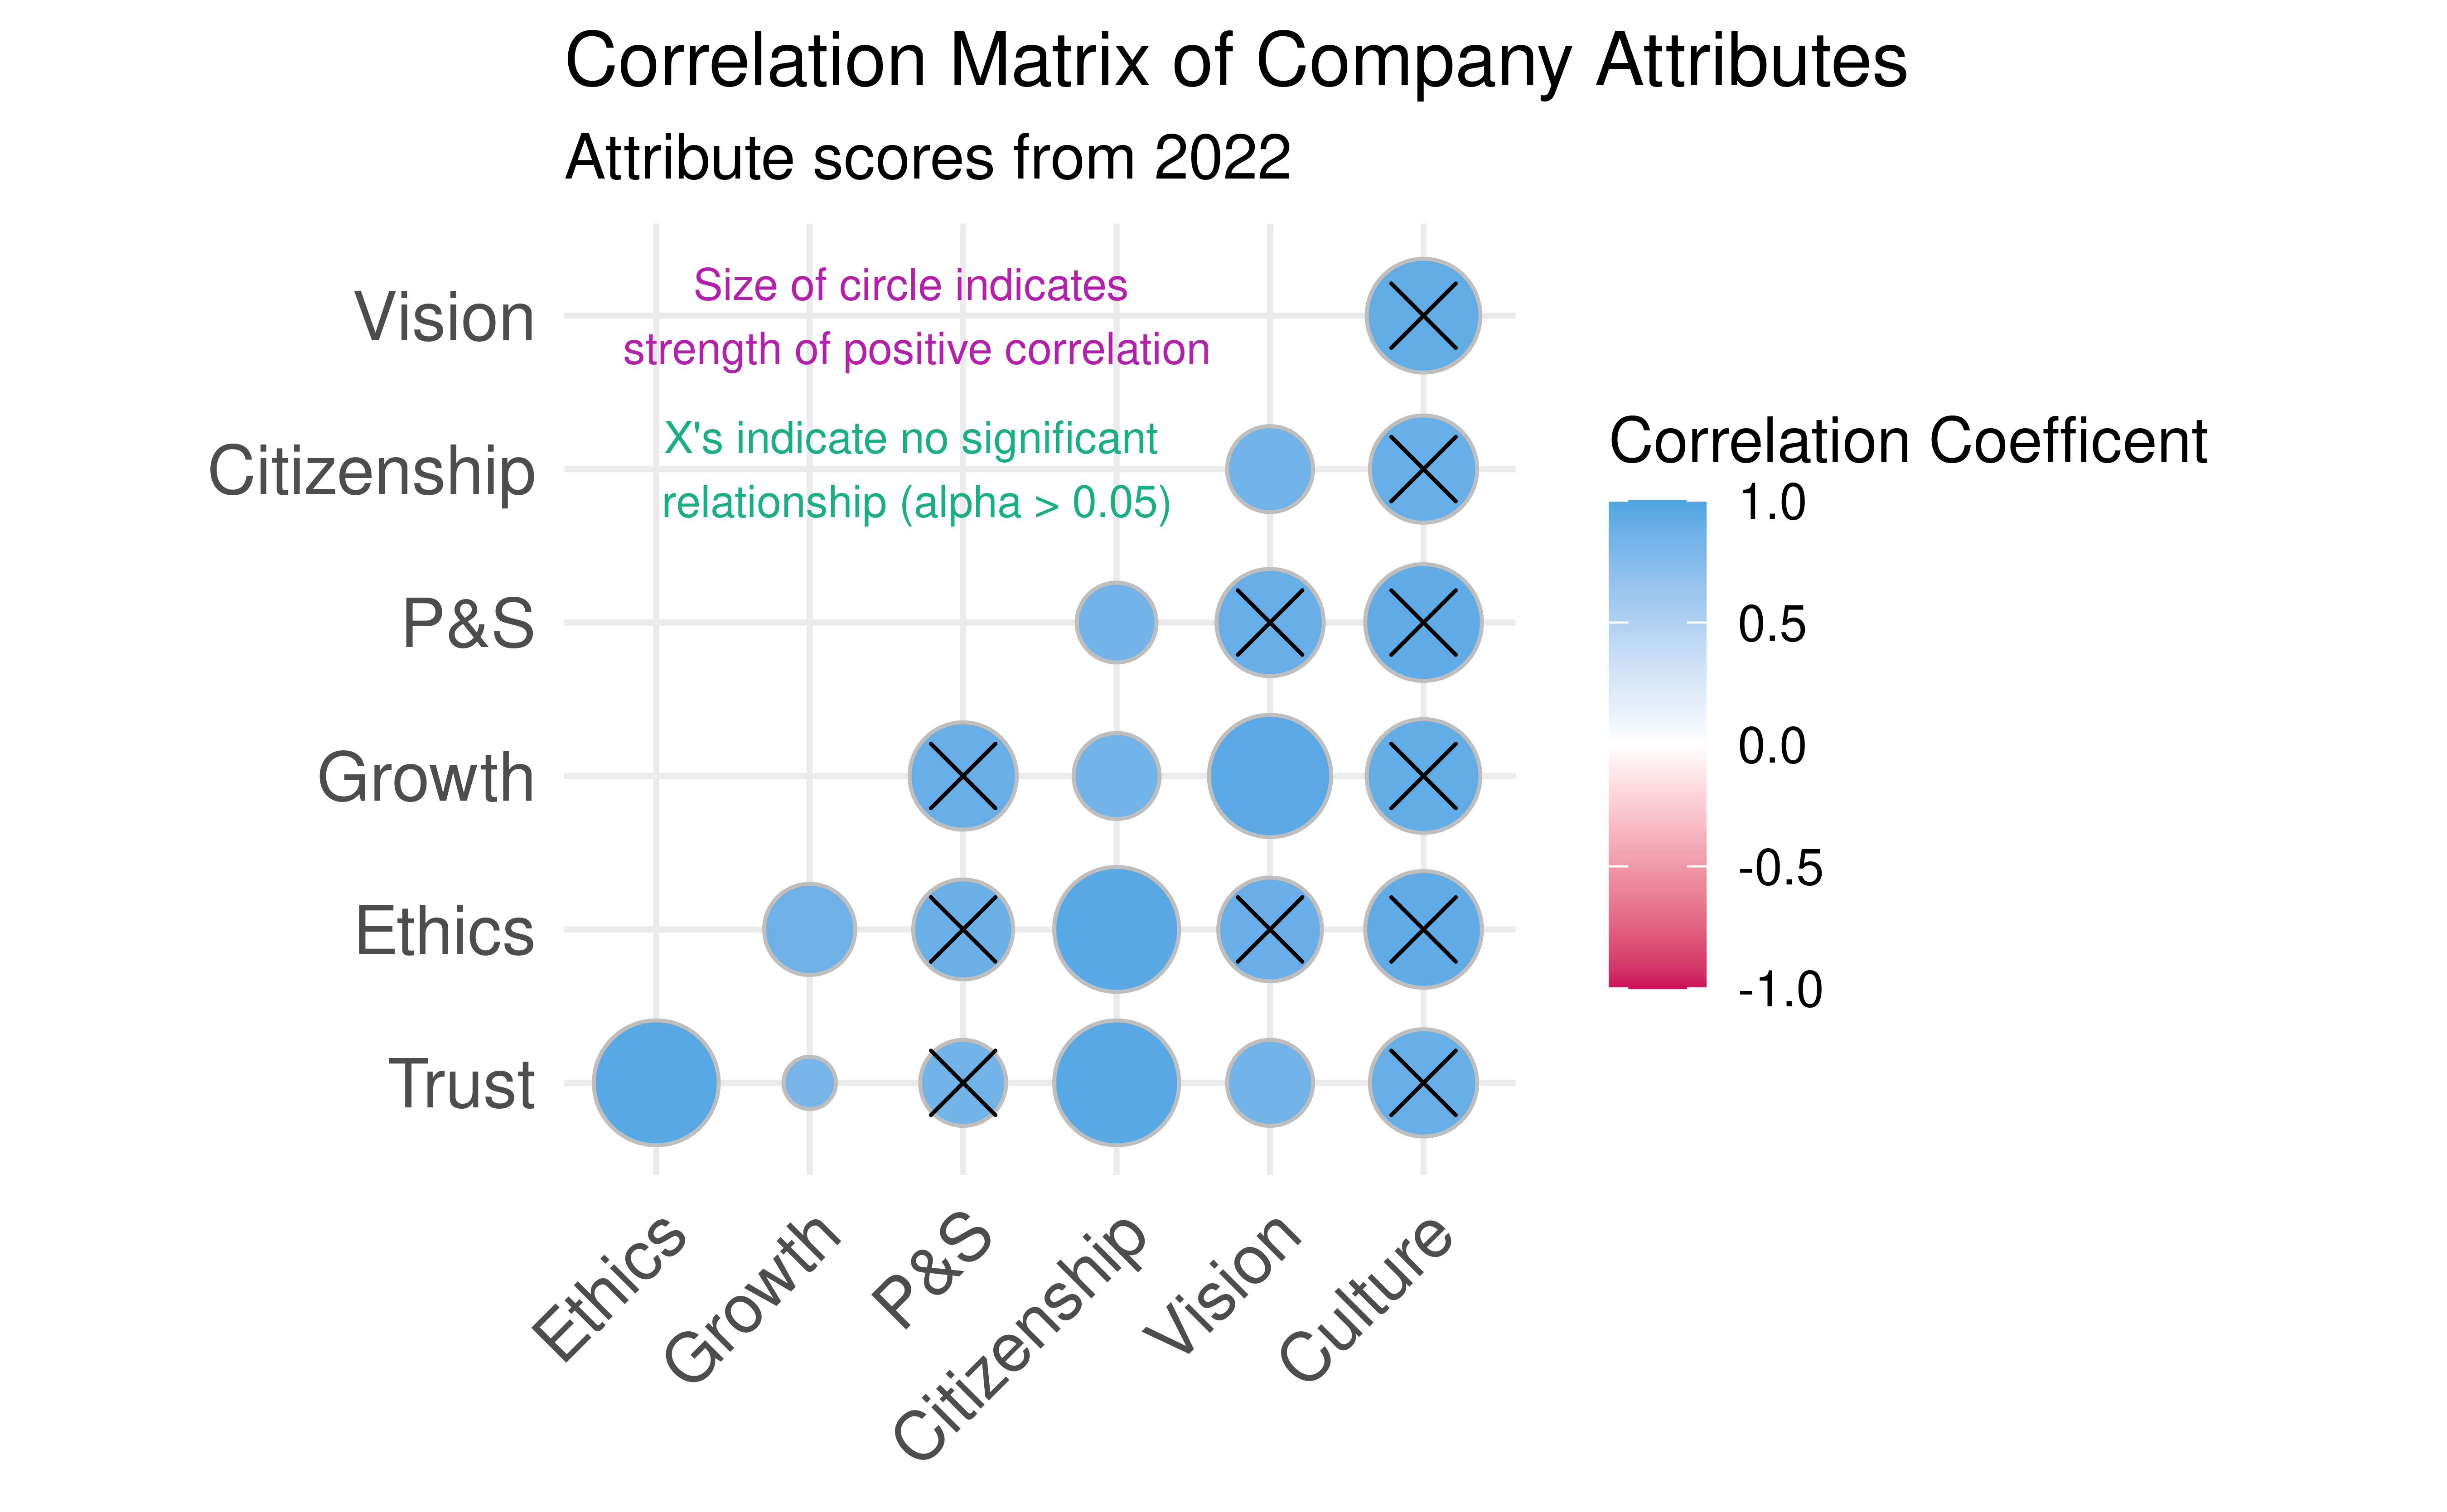 Correlation Matrix of Company Attributes
Attribute scores from 2022
Size of circle indicates
strength of positive correlation
X's indicate no significant
relationship (alpha > 0.05)
Vision
Citizenship
P&S
Growth
Ethics
Trust
Ethics
Growth
P&S
Citizenship
Vision
Culture
Correlation Coefficent
1.0
0.5
0.0
-0.5
-1.0